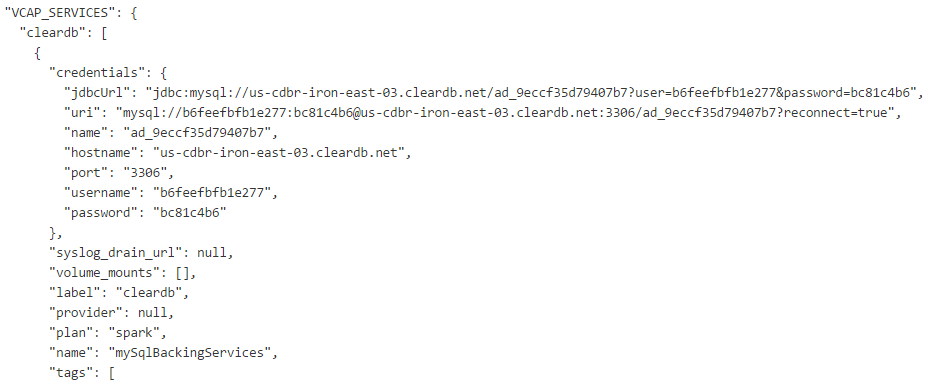 "VCAP_SERVICES": {
"cleardb": [
{
"credentials": {
"jdbcUrl": "jdbc:mysql://us-cdbr-iron-east-03.cleardb.net/ad_9eccf35d79407b7?user=b6feefbfb1e277&password=bc81c4b6",
"uri": "mysql://b6feefbfb1e277:bc81c4b6@us-cdbr-iron-east-03.cleardb.net:3306/ad_9eccf35d79407b7?reconnect=true",
"name": "ad_9eccf35d79407b7",
"hostname": "us-cdbr-iron-east-03.cleardb.net",
"port": "3306",
"username": "b6feefbfb1e277",
"password": "bc81c4b6"
},
"syslog_drain_url": null,
"volume_mounts": [],
"label": "cleardb",
"provider": null,
"plan": "spark",
"name": "mySqlBackingServices",
"tags": [